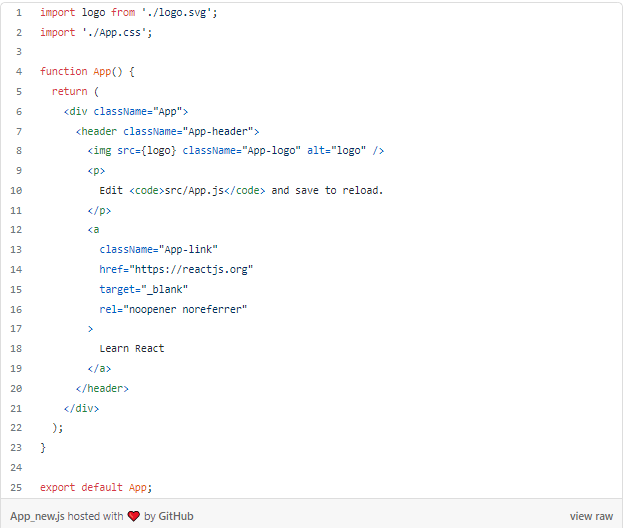 1 import logo from './logo.svg';
2 import './App.css';
3
4 function App() {
5   return (
6     <div className="App">
7       <header className="App-header">
8         <img src={logo} className="App-logo" alt="logo" />
9         <p>
10           Edit <code>src/App.js</code> and save to reload.
11         </p>
12         <a
13           className="App-link"
14           href="https://reactjs.org"
15           target="_blank"
16           rel="noopener noreferrer"
17         >
18           Learn React
19         </a>
20       </header>
21     </div>
22   );
23 }
24
25 export default App;
App_new.js hosted with ❤ by GitHub view raw